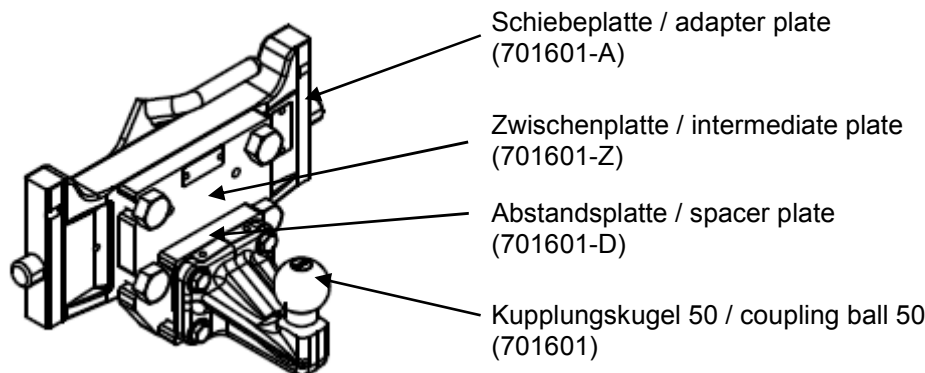 Schiebeplatte / adapter plate
(701601-A)
Zwischenplatte / intermediate plate
(701601-Z)
Abstandsplatte / spacer plate
(701601-D)
Kupplungskugel 50 / coupling ball 50
(701601)